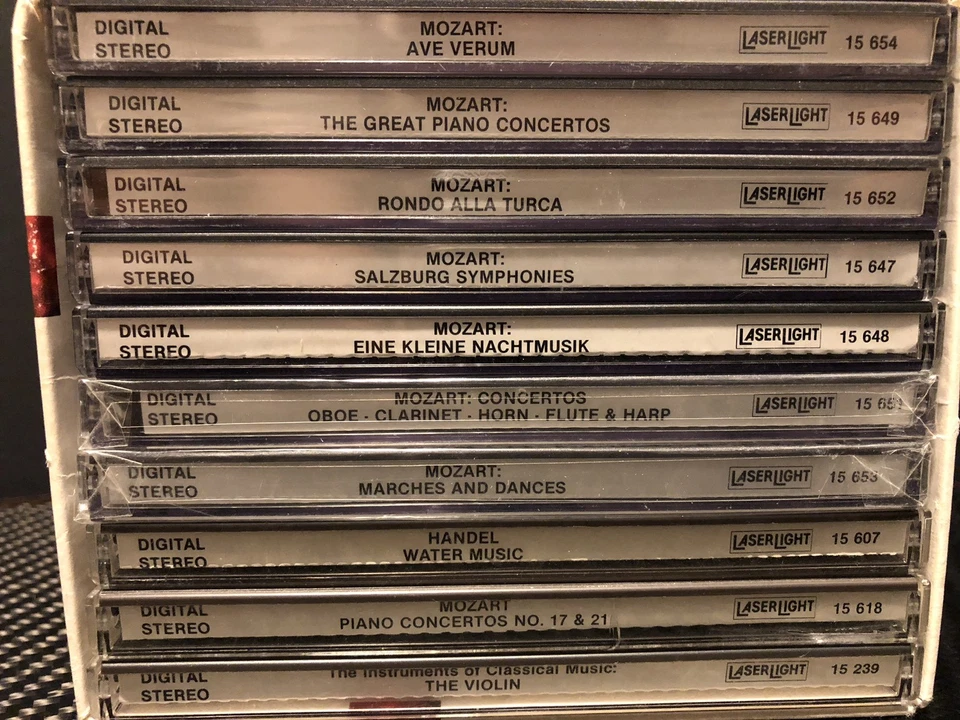 DIGITAL STEREO MOZART: AVE VERUM LASERLIGHT 15 654
DIGITAL STEREO MOZART: THE GREAT PIANO CONCERTOS LASERLIGHT 15 649
DIGITAL STEREO MOZART: RONDO ALLA TURCA LASERLIGHT 15 652
DIGITAL STEREO MOZART: SALZBURG SYMPHONIES LASERLIGHT 15 647
DIGITAL STEREO MOZART: EINE KLEINE NACHTMUSIK LASERLIGHT 15 648
DIGITAL STEREO MOZART: CONCERTOS OBOE · CLARINET · HORN · FLUTE & HARP LASERLIGHT 15
DIGITAL STEREO MOZART: MARCHES AND DANCES LASERLIGHT 15 653
DIGITAL STEREO HANDEL WATER MUSIC LASERLIGHT 15 607
DIGITAL STEREO MOZART PIANO CONCERTOS NO. 17 & 21 LASERLIGHT 15 618
DIGITAL STEREO The Instruments of Classical Music: THE VIOLIN LASERLIGHT 15 239